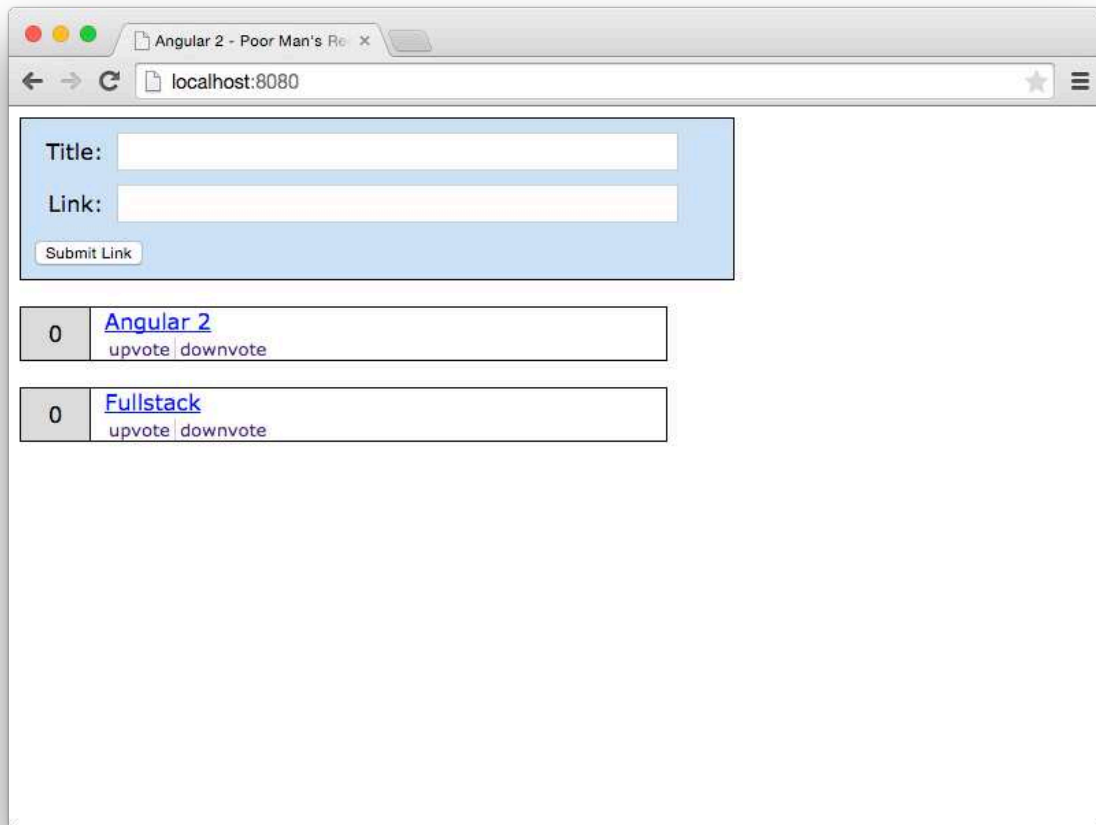 Angular 2 - Poor Man's Re
localhost:8080
Title:
Link:
Submit Link
0
Angular 2
upvote downvote
0
Fullstack
upvote downvote